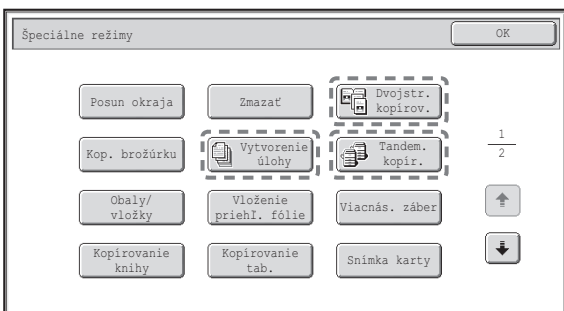 Špeciálne režimy
OK
Posun okraja
Zmazať
Dvojstr.
kopírov.
Kop. brožúrku
Vytvorenie
úlohy
Tandem.
kopír.
1
2
Obaly/
vložky
Vloženie
priehI. fólie
Viacnás. záber
Kopírovanie
knihy
Kopírovanie
tab.
Snímka karty